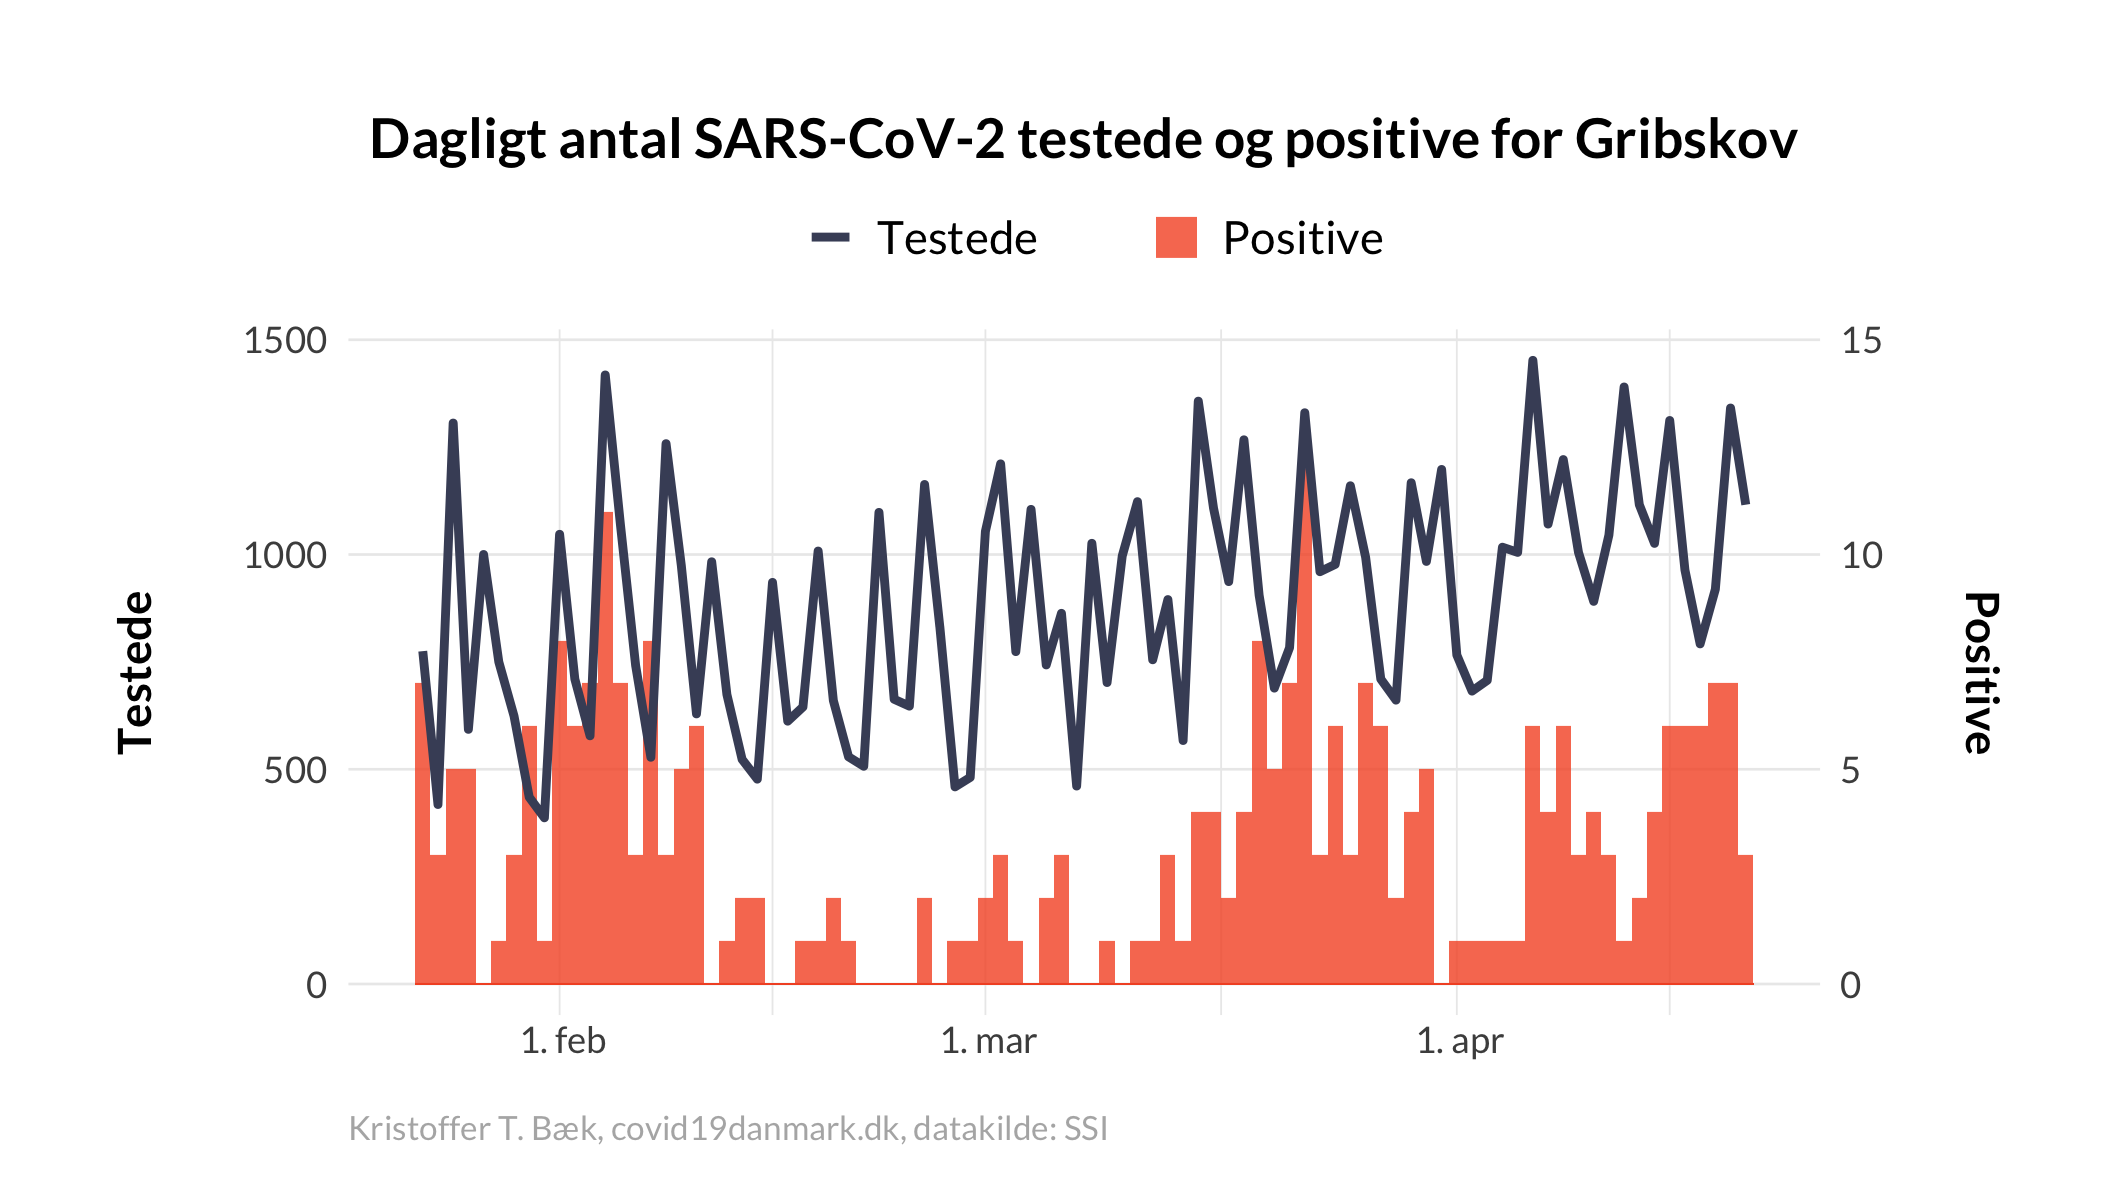 Dagligt antal SARS-CoV-2 testede og positive for Gribskov
Testede Positive
1500 15
1000 10
500 5
0 0
Testede
Positive
1. feb 1. mar 1. apr
Kristoffer T. Bæk, covid19danmark.dk, datakilde: SSI